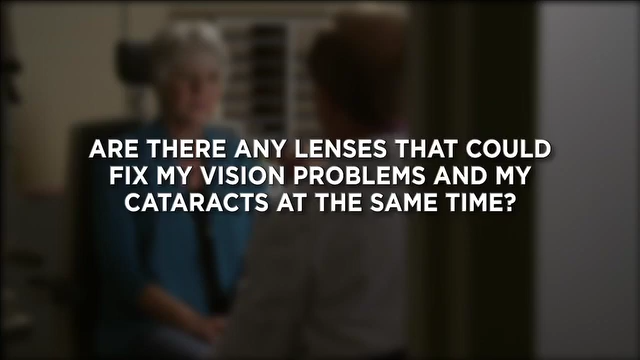 ARE THERE ANY LENSES THAT COULD
FIX MY VISION PROBLEMS AND MY
CATARACTS AT THE SAME TIME?